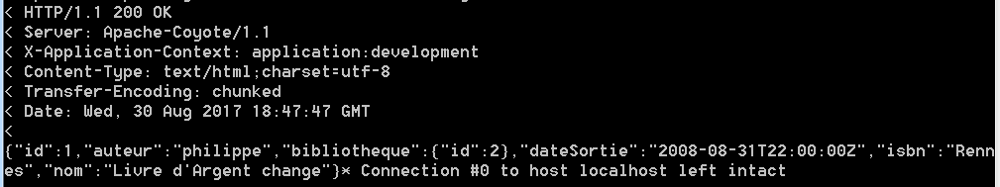 < HTTP/1.1 200 OK
< Server: Apache-Coyote/1.1
< X-Application-Context: application:development
< Content-Type: text/html;charset=utf-8
< Transfer-Encoding: chunked
< Date: Wed, 30 Aug 2017 18:47:47 GMT
<
{"id":1,"auteur":"philippe","bibliotheque":{"id":2},"dateSortie":"2008-08-31T22:00:00Z","isbn":"Renn
es","nom":"Livre d'Argent change"}* Connection #0 to host localhost left intact